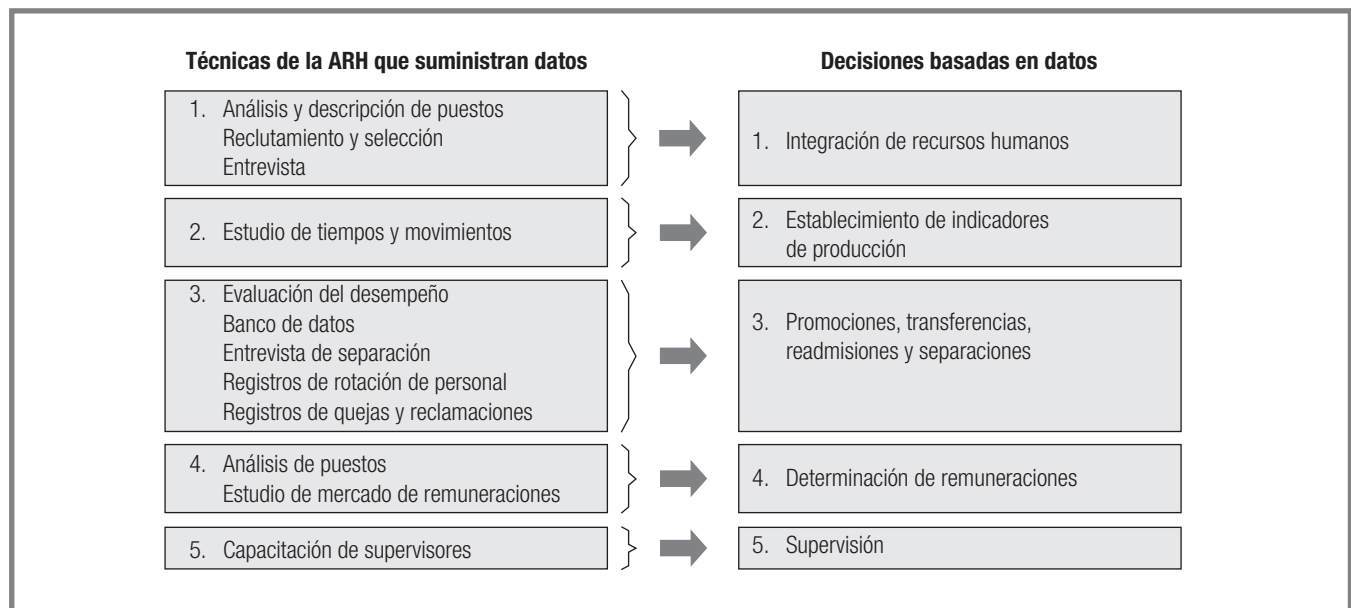 Técnicas de la ARH que suministran datos
Decisiones basadas en datos
1. Análisis y descripción de puestos
Reclutamiento y selección
Entrevista
1. Integración de recursos humanos
2. Estudio de tiempos y movimientos
2. Establecimiento de indicadores
de producción
3. Evaluación del desempeño
Banco de datos
Entrevista de separación
Registros de rotación de personal
Registros de quejas y reclamaciones
3. Promociones, transferencias,
readmisiones y separaciones
4. Análisis de puestos
Estudio de mercado de remuneraciones
4. Determinación de remuneraciones
5. Capacitación de supervisores
5. Supervisión